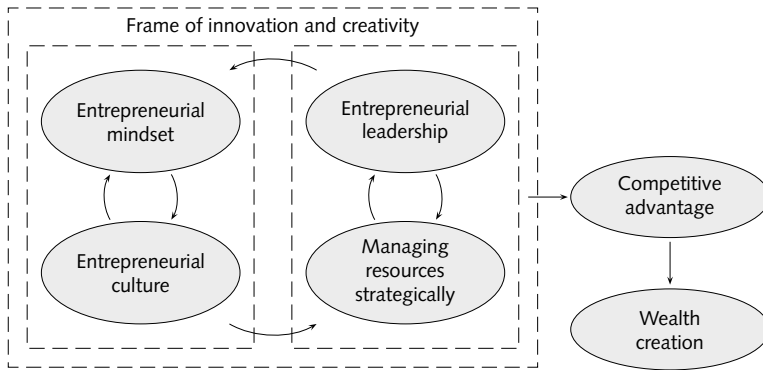 Frame of innovation and creativity
Entrepreneurial
mindset
Entrepreneurial
leadership
Entrepreneurial
culture
Managing
resources
strategically
Competitive
advantage
Wealth
creation